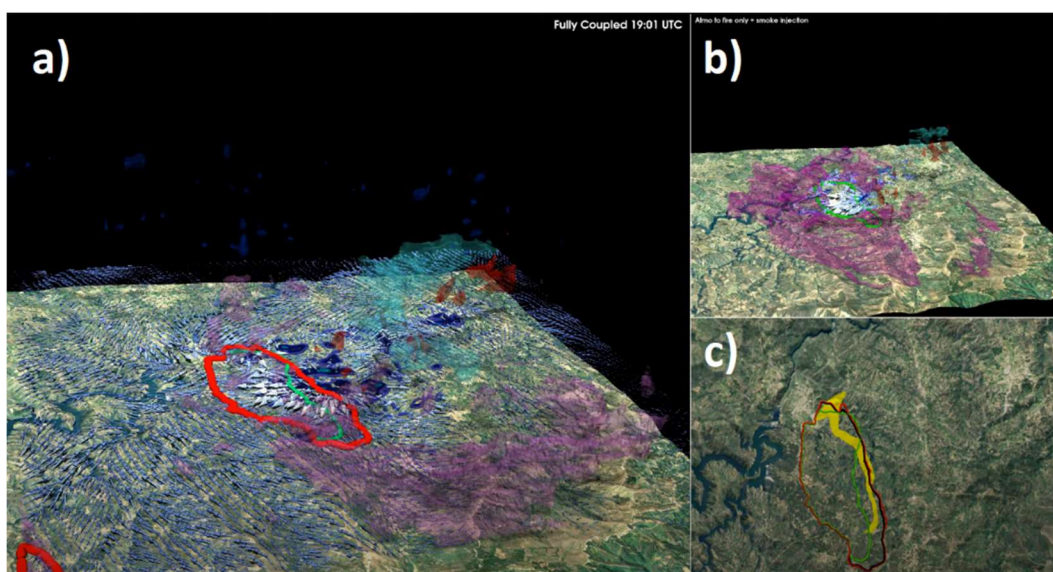 a)
Fully Coupled 19:01 UTC
b)
Atmo to fire only + smoke injection
c)